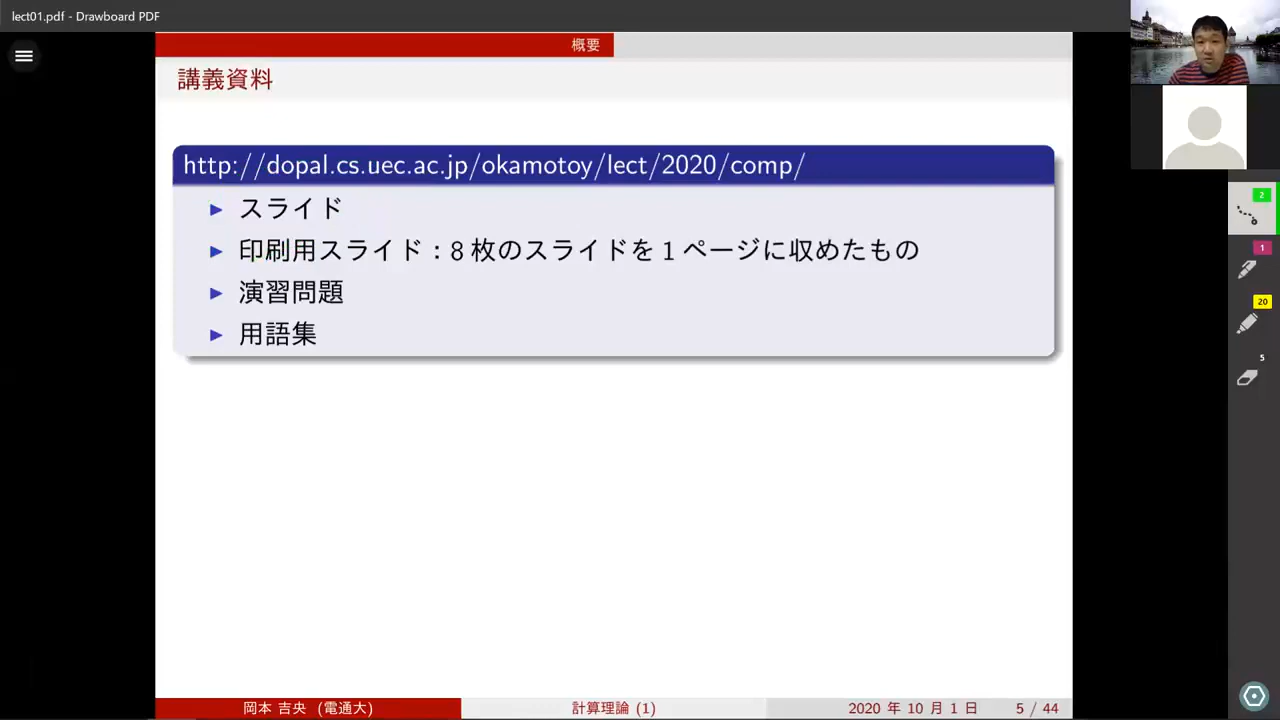 lect01.pdf - Drawboard PDF
概要
講義資料
http://dopal.cs.uec.ac.jp/okamotoy/lect/2020/comp/
スライド
印刷用スライド：8 枚のスライドを 1 ページに収めたもの
演習問題
用語集
2
1
20
5
岡本 吉央 (電通大)
計算理論 (1)
2020 年 10 月 1 日
5 / 44